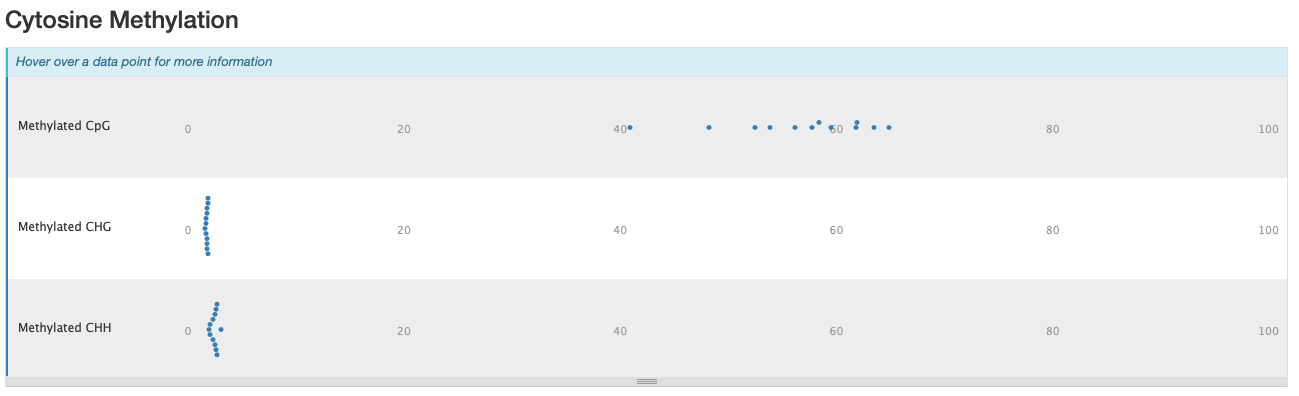 Cytosine Methylation
Hover over a data point for more information
Methylated CpG 0 20 40 60 80 100
Methylated CHG 0 20 40 60 80 100
Methylated CHH 0 20 40 60 80 100